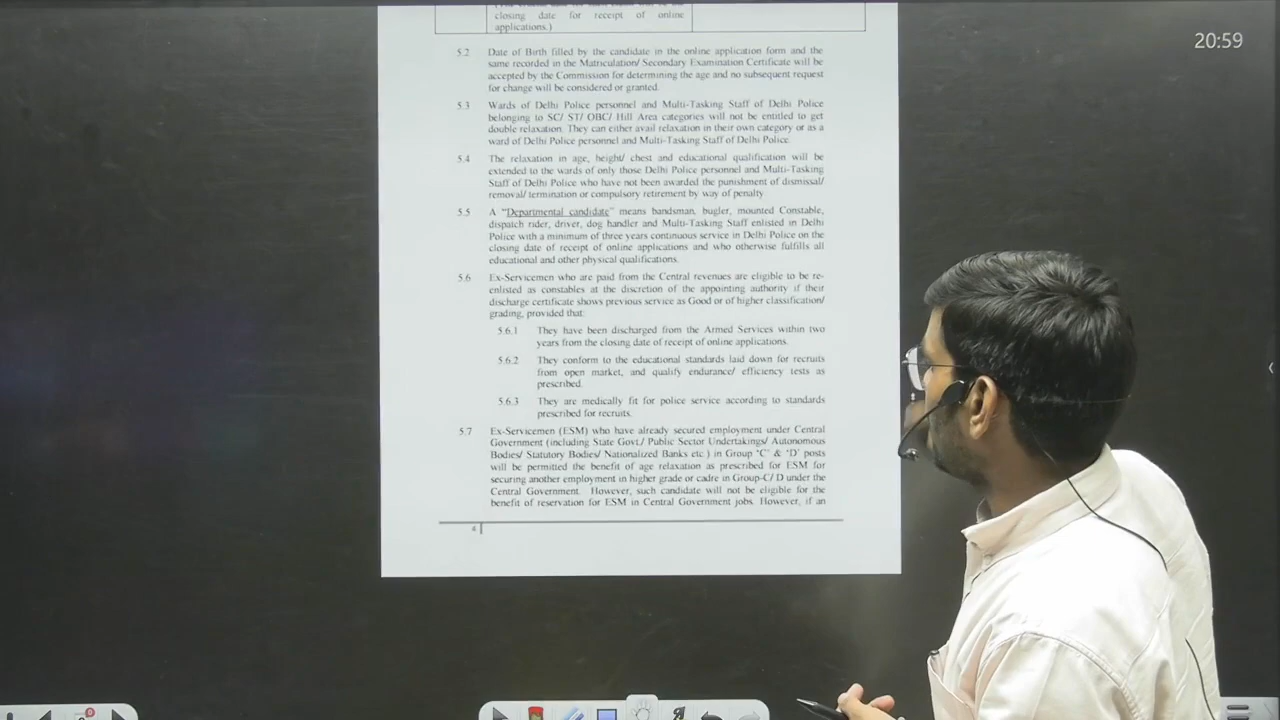 closing date for receipt of online
applications.)
20:59
5.2 Date of Birth filled by the candidate in the online application form and the
same recorded in the Matriculation/ Secondary Examination Certificate will be
accepted by the Commission for determining the age and no subsequent request
for change will be considered or granted.
5.3 Wards of Delhi Police personnel and Multi-Tasking Staff of Delhi Police
belonging to SC/ ST/ OBC/ Hill Area categories will not be entitled to get
double relaxation. They can either avail relaxation in their own category or as a
ward of Delhi Police personnel and Multi-Tasking Staff of Delhi Police.
5.4 The relaxation in age, height/ chest and educational qualification will be
extended to the wards of only those Delhi Police personnel and Multi-Tasking
Staff of Delhi Police who have not been awarded the punishment of dismissal/
removal/ termination or compulsory retirement by way of penalty
5.5 A "Departmental candidate" means bandsman, bugler, mounted Constable,
dispatch rider, driver, dog handler and Multi-Tasking Staff enlisted in Delhi
Police with a minimum of three years continuous service in Delhi Police on the
closing date of receipt of online applications and who otherwise fulfills all
educational and other physical qualifications.
5.6 Ex-Servicemen who are paid from the Central revenues are eligible to be re-
enlisted as constables at the discretion of the appointing authority if their
discharge certificate shows previous service as Good or of higher classification/
grading, provided that:
5.6.1 They have been discharged from the Armed Services within two
years from the closing date of receipt of online applications.
5.6.2 They conform to the educational standards laid down for recruits
from open market, and qualify endurance/ efficiency tests as
prescribed.
5.6.3 They are medically fit for police service according to standards
prescribed for recruits.
5.7 Ex-Servicemen (ESM) who have already secured employment under Central
Government (including State Govt./ Public Sector Undertakings/ Autonomous
Bodies/ Statutory Bodies/ Nationalized Banks etc.) in Group 'C' & 'D' posts
will be permitted the benefit of age relaxation as prescribed for ESM for
securing another employment in higher grade or cadre in Group-C/ D under the
Central Government. However, such candidate will not be eligible for the
benefit of reservation for ESM in Central Government jobs. However, if an